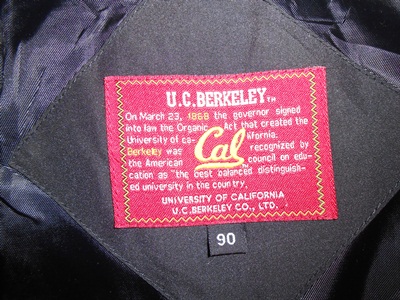 U.C.BERKELEY TM
On March 23, 1868 the governor signed
into law the Organic Act that created the
University of ca- Cal lifornia.
Berkeley was recognized by
the American council on edu-
cation as "the best balanced distinguish-
ed university in the country.
UNIVERSITY OF CALIFORNIA
U.C.BERKELEY CO., LTD.
90